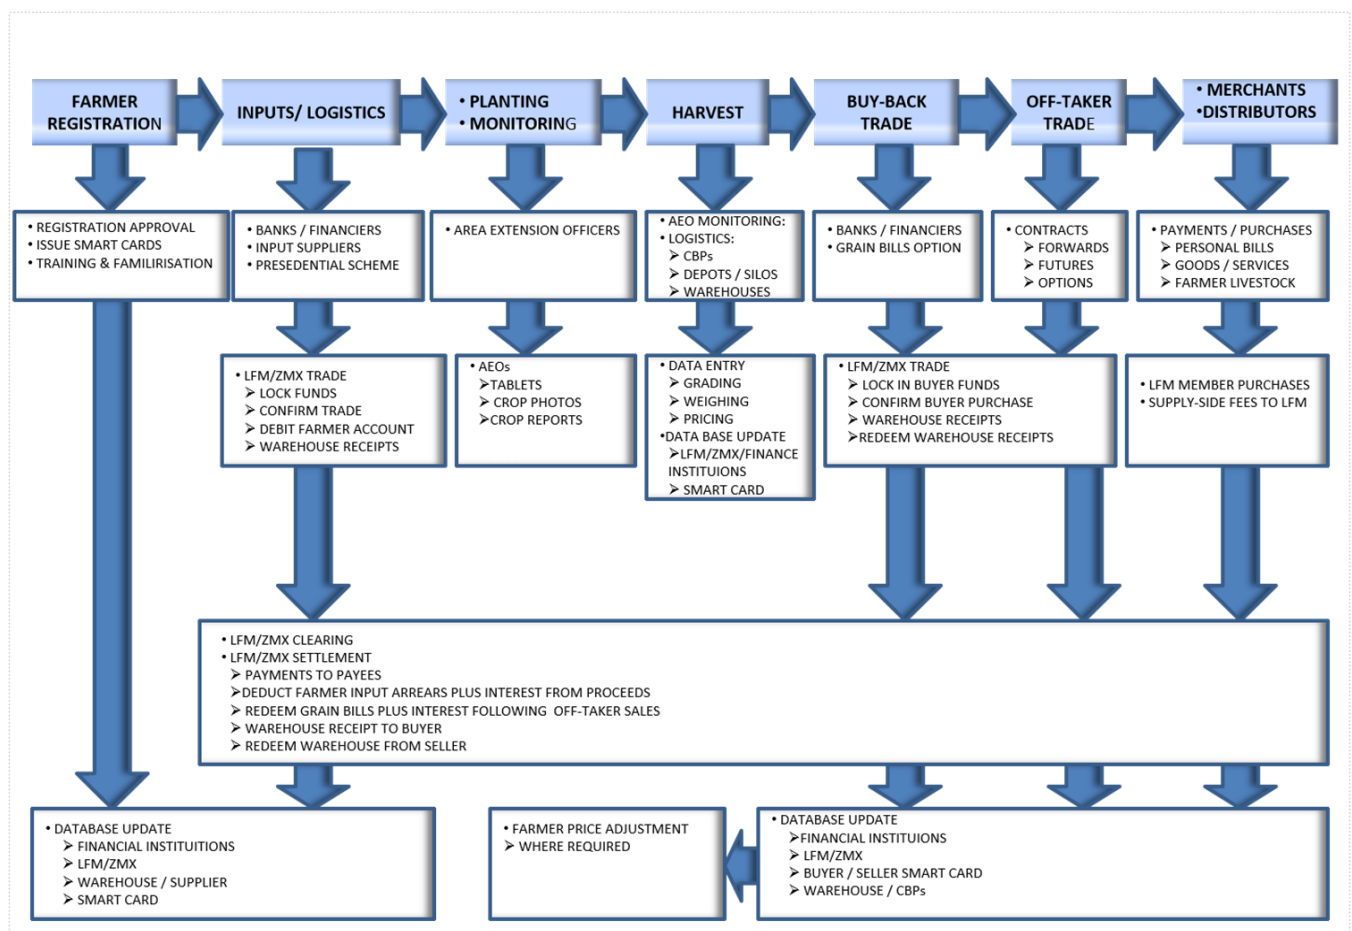 FARMER
REGISTRATION
INPUTS/ LOGISTICS
• PLANTING
• MONITORING
HARVEST
BUY-BACK
TRADE
OFF-TAKER
TRADE
• MERCHANTS
•DISTRIBUTORS
• REGISTRATION APPROVAL
• ISSUE SMART CARDS
• TRAINING & FAMILIRISATION
• BANKS / FINANCIERS
• INPUT SUPPLIERS
• PRESEDENTIAL SCHEME
• AREA EXTENSION OFFICERS
• AEO MONITORING:
• LOGISTICS:
➢ CBPs
➢ DEPOTS / SILOS
➢ WAREHOUSES
• BANKS / FINANCIERS
• GRAIN BILLS OPTION
• CONTRACTS
➢ FORWARDS
➢ FUTURES
➢ OPTIONS
• PAYMENTS / PURCHASES
➢ PERSONAL BILLS
➢ GOODS / SERVICES
➢ FARMER LIVESTOCK
• LFM/ZMX TRADE
➢ LOCK FUNDS
➢ CONFIRM TRADE
➢ DEBIT FARMER ACCOUNT
➢ WAREHOUSE RECEIPTS
• AEOs
➢TABLETS
➢ CROP PHOTOS
➢CROP REPORTS
• DATA ENTRY
➢ GRADING
➢ WEIGHING
➢ PRICING
•DATA BASE UPDATE
➢LFM/ZMX/FINANCE
INSTITUIONS
➢ SMART CARD
• LFM/ZMX TRADE
➢ LOCK IN BUYER FUNDS
➢ CONFIRM BUYER PURCHASE
➢ WAREHOUSE RECEIPTS
➢REDEEM WAREHOUSE RECEIPTS
• LFM MEMBER PURCHASES
• SUPPLY-SIDE FEES TO LFM
• LFM/ZMX CLEARING
• LFM/ZMX SETTLEMENT
➢ PAYMENTS TO PAYEES
➢DEDUCT FARMER INPUT ARREARS PLUS INTEREST FROM PROCEEDS
➢ REDEEM GRAIN BILLS PLUS INTEREST FOLLOWING OFF-TAKER SALES
➢ WAREHOUSE RECEIPT TO BUYER
➢ REDEEM WAREHOUSE FROM SELLER
• DATABASE UPDATE
➢ FINANCIAL INSTITUITIONS
➢ LFM/ZMX
➢ WAREHOUSE / SUPPLIER
➢ SMART CARD
• FARMER PRICE ADJUSTMENT
➢ WHERE REQUIRED
• DATABASE UPDATE
➢FINANCIAL INSTITUIONS
➢ LFM/ZMX
➢ BUYER / SELLER SMART CARD
➢ WAREHOUSE / CBPs